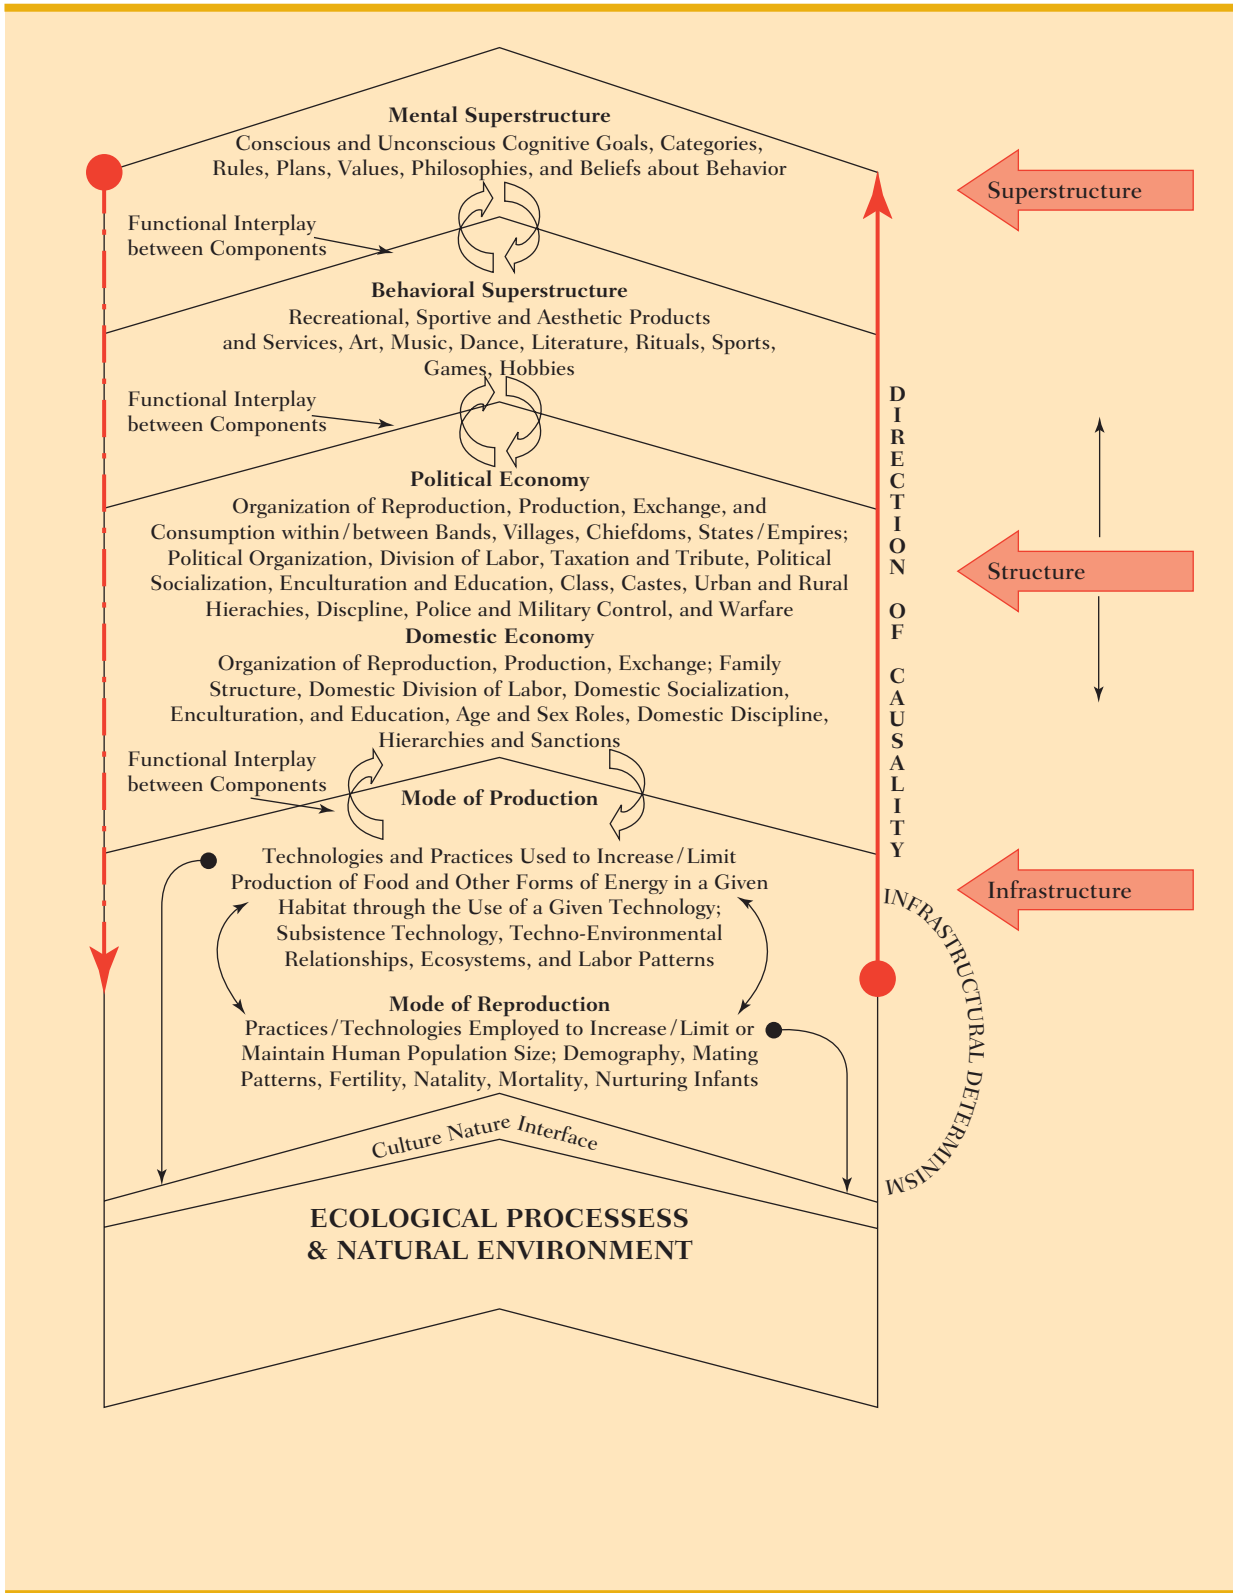 Mental Superstructure
Conscious and Unconscious Cognitive Goals, Categories,
Rules, Plans, Values, Philosophies, and Beliefs about Behavior
Superstructure
Functional Interplay
between Components
Behavioral Superstructure
Recreational, Sportive and Aesthetic Products
and Services, Art, Music, Dance, Literature, Rituals, Sports,
Games, Hobbies
Functional Interplay
between Components
Political Economy
Organization of Reproduction, Production, Exchange, and
Consumption within/between Bands, Villages, Chiefdoms, States/Empires;
Political Organization, Division of Labor, Taxation and Tribute, Political
Socialization, Enculturation and Education, Class, Castes, Urban and Rural
Hierachies, Discpline, Police and Military Control, and Warfare
Structure
Domestic Economy
Organization of Reproduction, Production, Exchange; Family
Structure, Domestic Division of Labor, Domestic Socialization,
Enculturation, and Education, Age and Sex Roles, Domestic Discipline,
Hierarchies and Sanctions
DIRECTION OF CAUSALITY
Functional Interplay
between Components
Mode of Production
Technologies and Practices Used to Increase/Limit
Production of Food and Other Forms of Energy in a Given
Habitat through the Use of a Given Technology;
Subsistence Technology, Techno-Environmental
Relationships, Ecosystems, and Labor Patterns
Infrastructure
INFRASTRUCTURAL DETERMINISM
Mode of Reproduction
Practices/Technologies Employed to Increase/Limit or
Maintain Human Population Size; Demography, Mating
Patterns, Fertility, Natality, Mortality, Nurturing Infants
Culture Nature Interface
ECOLOGICAL PROCESSESS
& NATURAL ENVIRONMENT